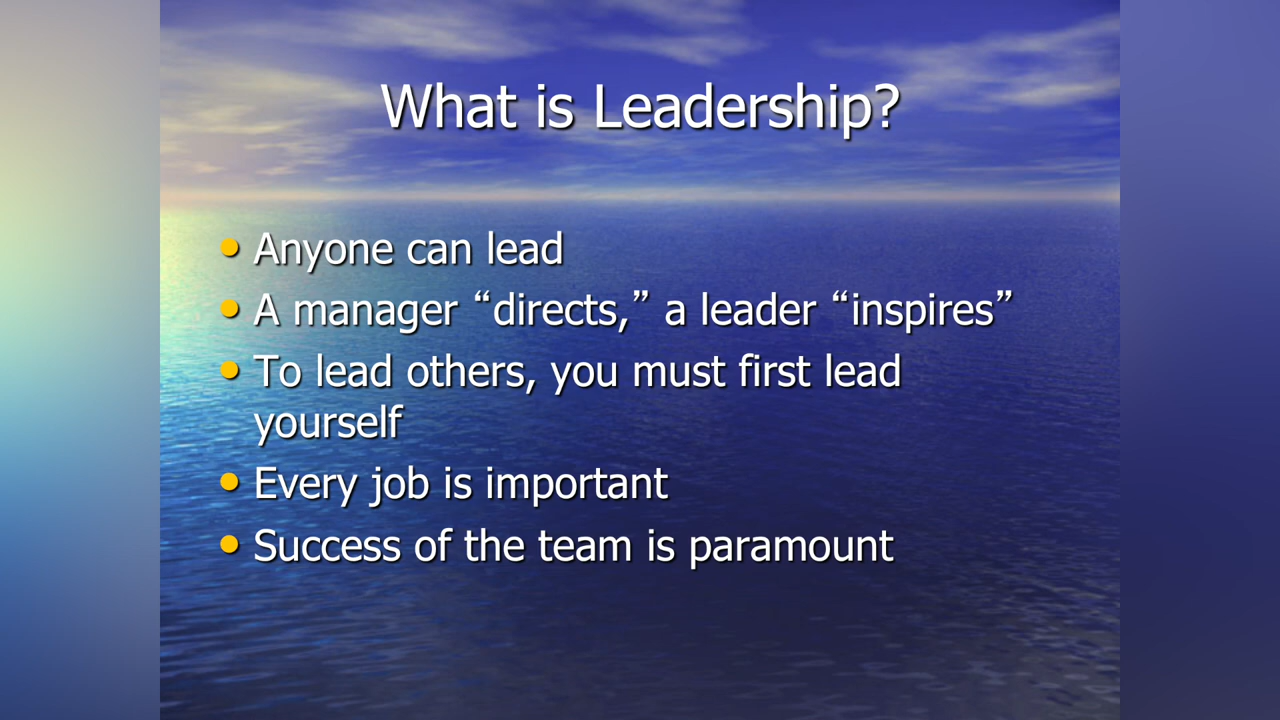 What is Leadership?
• Anyone can lead
• A manager “directs,” a leader “inspires”
• To lead others, you must first lead
yourself
• Every job is important
• Success of the team is paramount